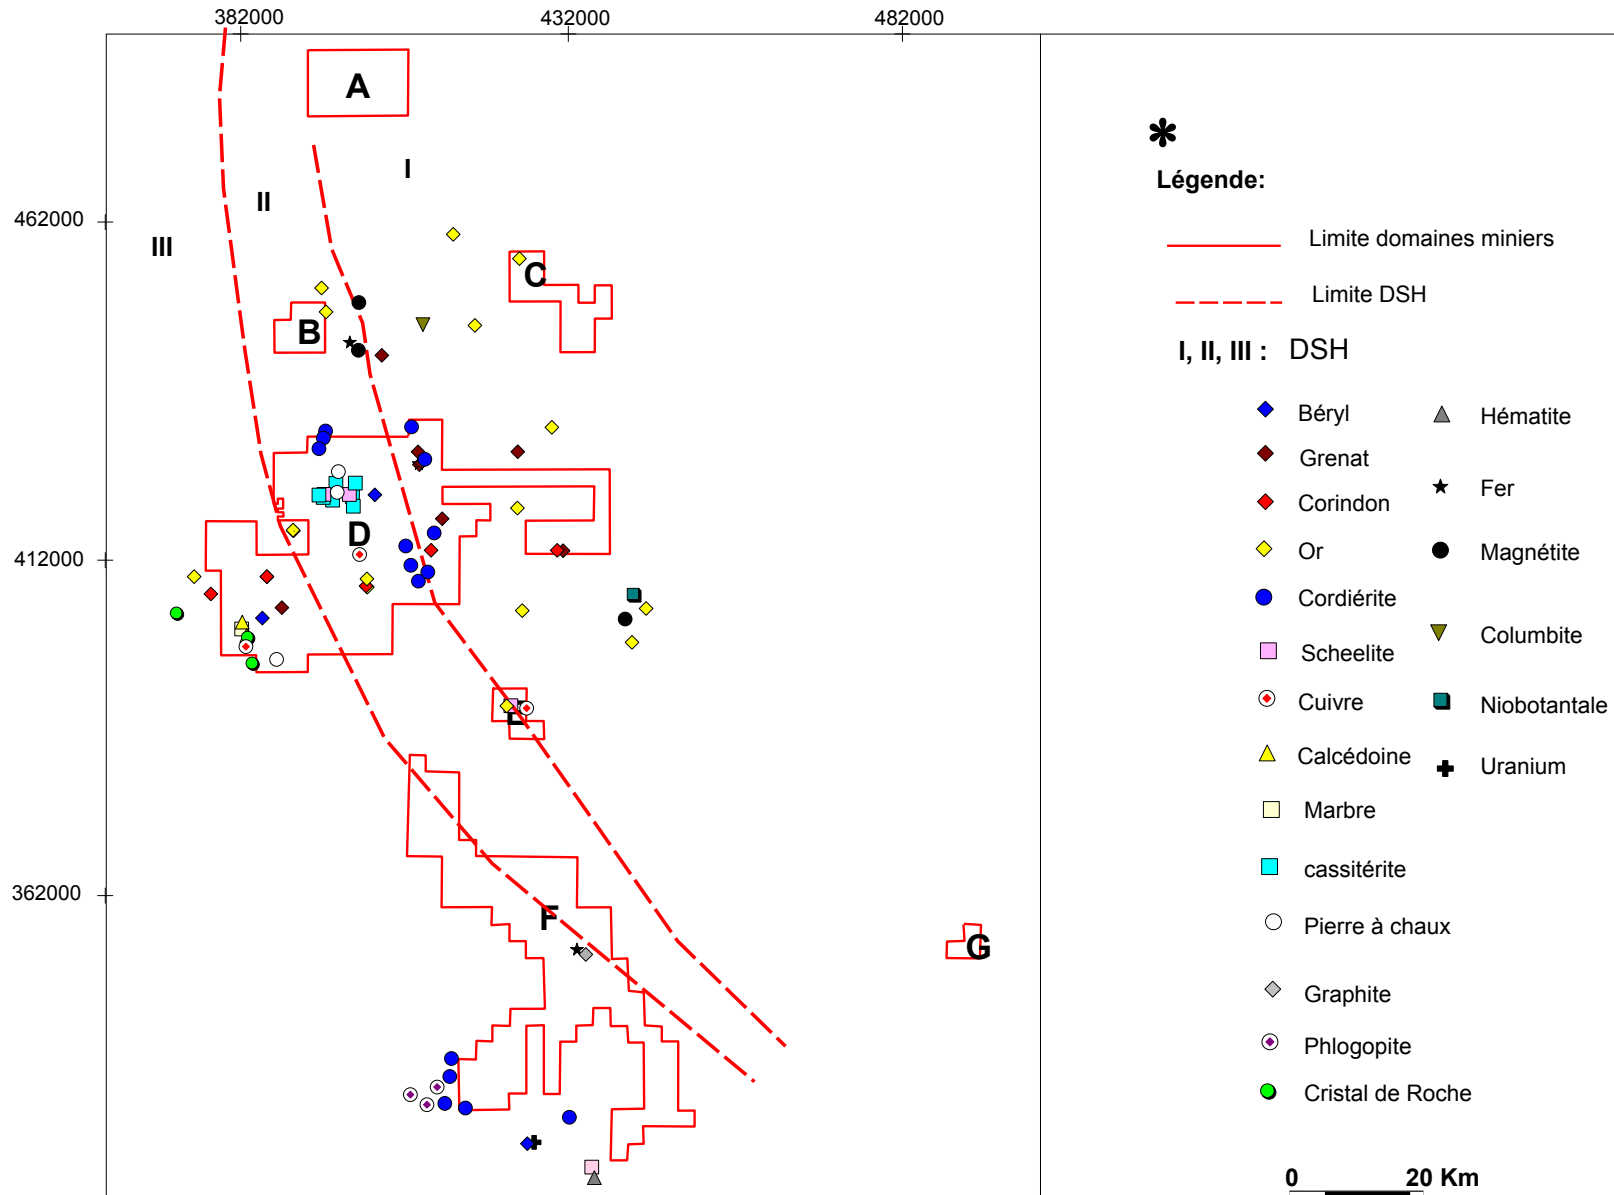 382000 432000 482000
A
I
II
462000
III
C
B
D
412000
E
362000
F
G
*
Légende:
Limite domaines miniers
Limite DSH
I, II, III : DSH
Béryl
Grenat
Corindon
Or
Cordiérite
Scheelite
Cuivre
Calcédoine
Marbre
cassitérite
Pierre à chaux
Graphite
Phlogopite
Cristal de Roche
Hématite
Fer
Magnétite
Columbite
Niobotantale
Uranium
0 20 Km